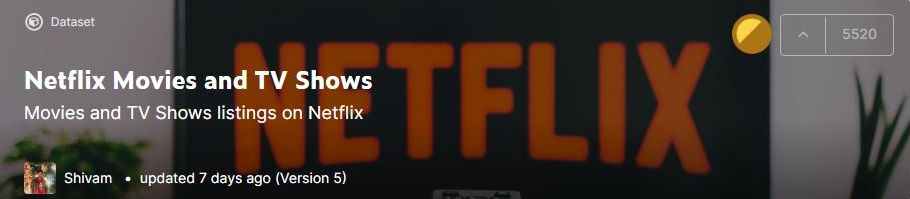 Dataset
5520
NETFLIX
Netflix Movies and TV Shows
Movies and TV Shows listings on Netflix
Shivam • updated 7 days ago (Version 5)